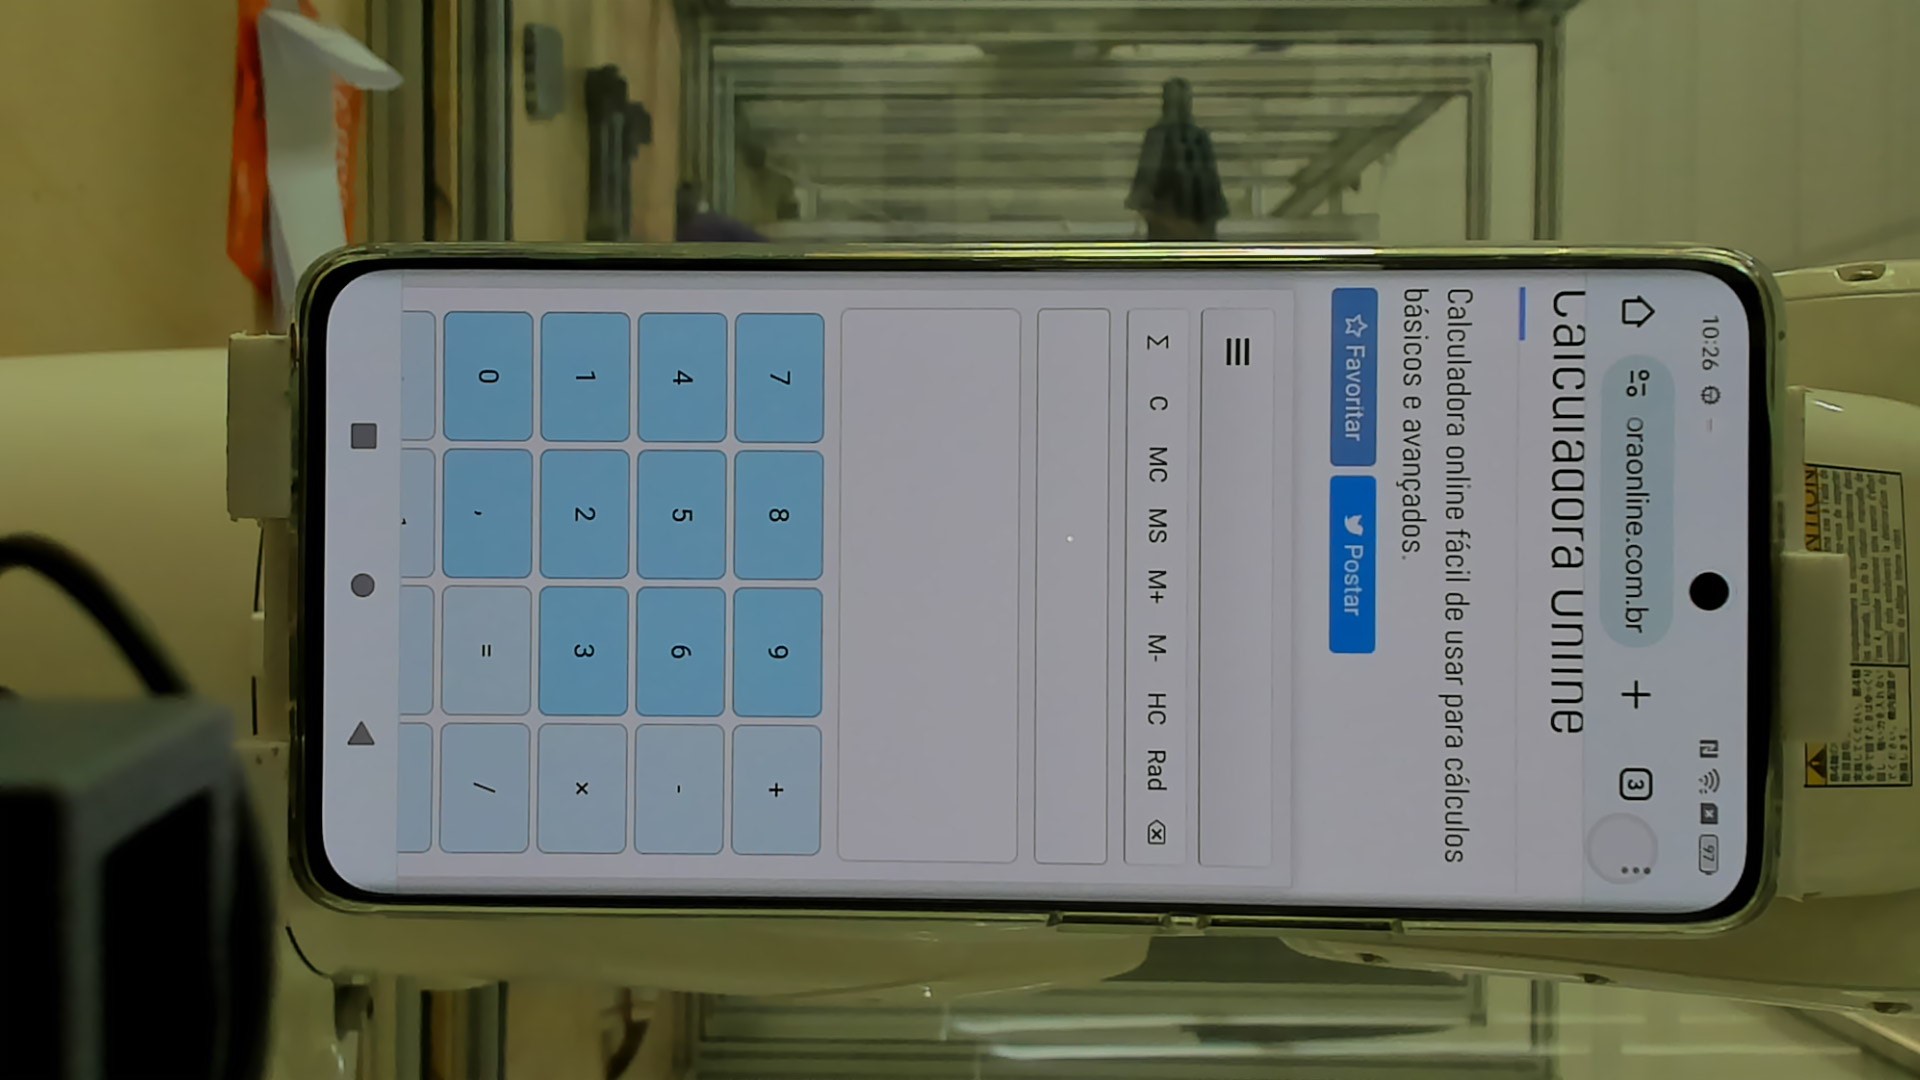 10:26
97
oraonline.com.br
+
3
Calculadora online
Calculadora online fácil de usar para cálculos
básicos e avançados.
Favoritar
Postar
Σ C MC MS M+ M- HC Rad
7 8 9 +
4 5 6 -
1 2 3 ×
0 , = /